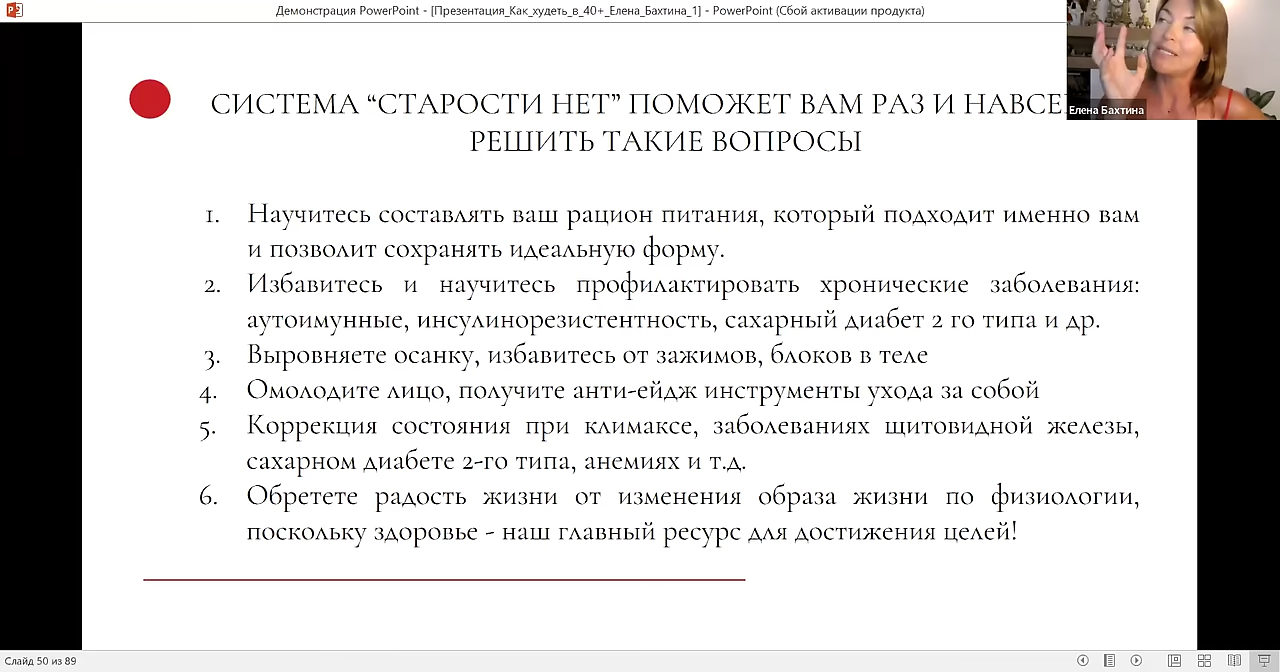 Демонстрация PowerPoint - [Презентация_Как_худеть_в_40+_Елена_Бахтина_1] - PowerPoint (Сбой активации продукта)
Елена Бахтина
СИСТЕМА “СТАРОСТИ НЕТ” ПОМОЖЕТ ВАМ РАЗ И
РЕШИТЬ ТАКИЕ ВОПРОСЫ
1. Научитесь составлять ваш рацион питания, который подходит именно вам
и позволит сохранять идеальную форму.
2. Избавитесь и научитесь профилактировать хронические заболевания:
аутоимунные, инсулинорезистентность, сахарный диабет 2 го типа и др.
3. Выровняете осанку, избавитесь от зажимов, блоков в теле
4. Омолодите лицо, получите анти-ейдж инструменты ухода за собой
5. Коррекция состояния при климаксе, заболеваниях щитовидной железы,
сахарном диабете 2-го типа, анемиях и т.д.
6. Обретете радость жизни от изменения образа жизни по физиологии,
поскольку здоровье - наш главный ресурс для достижения целей!
Слайд 50 из 89